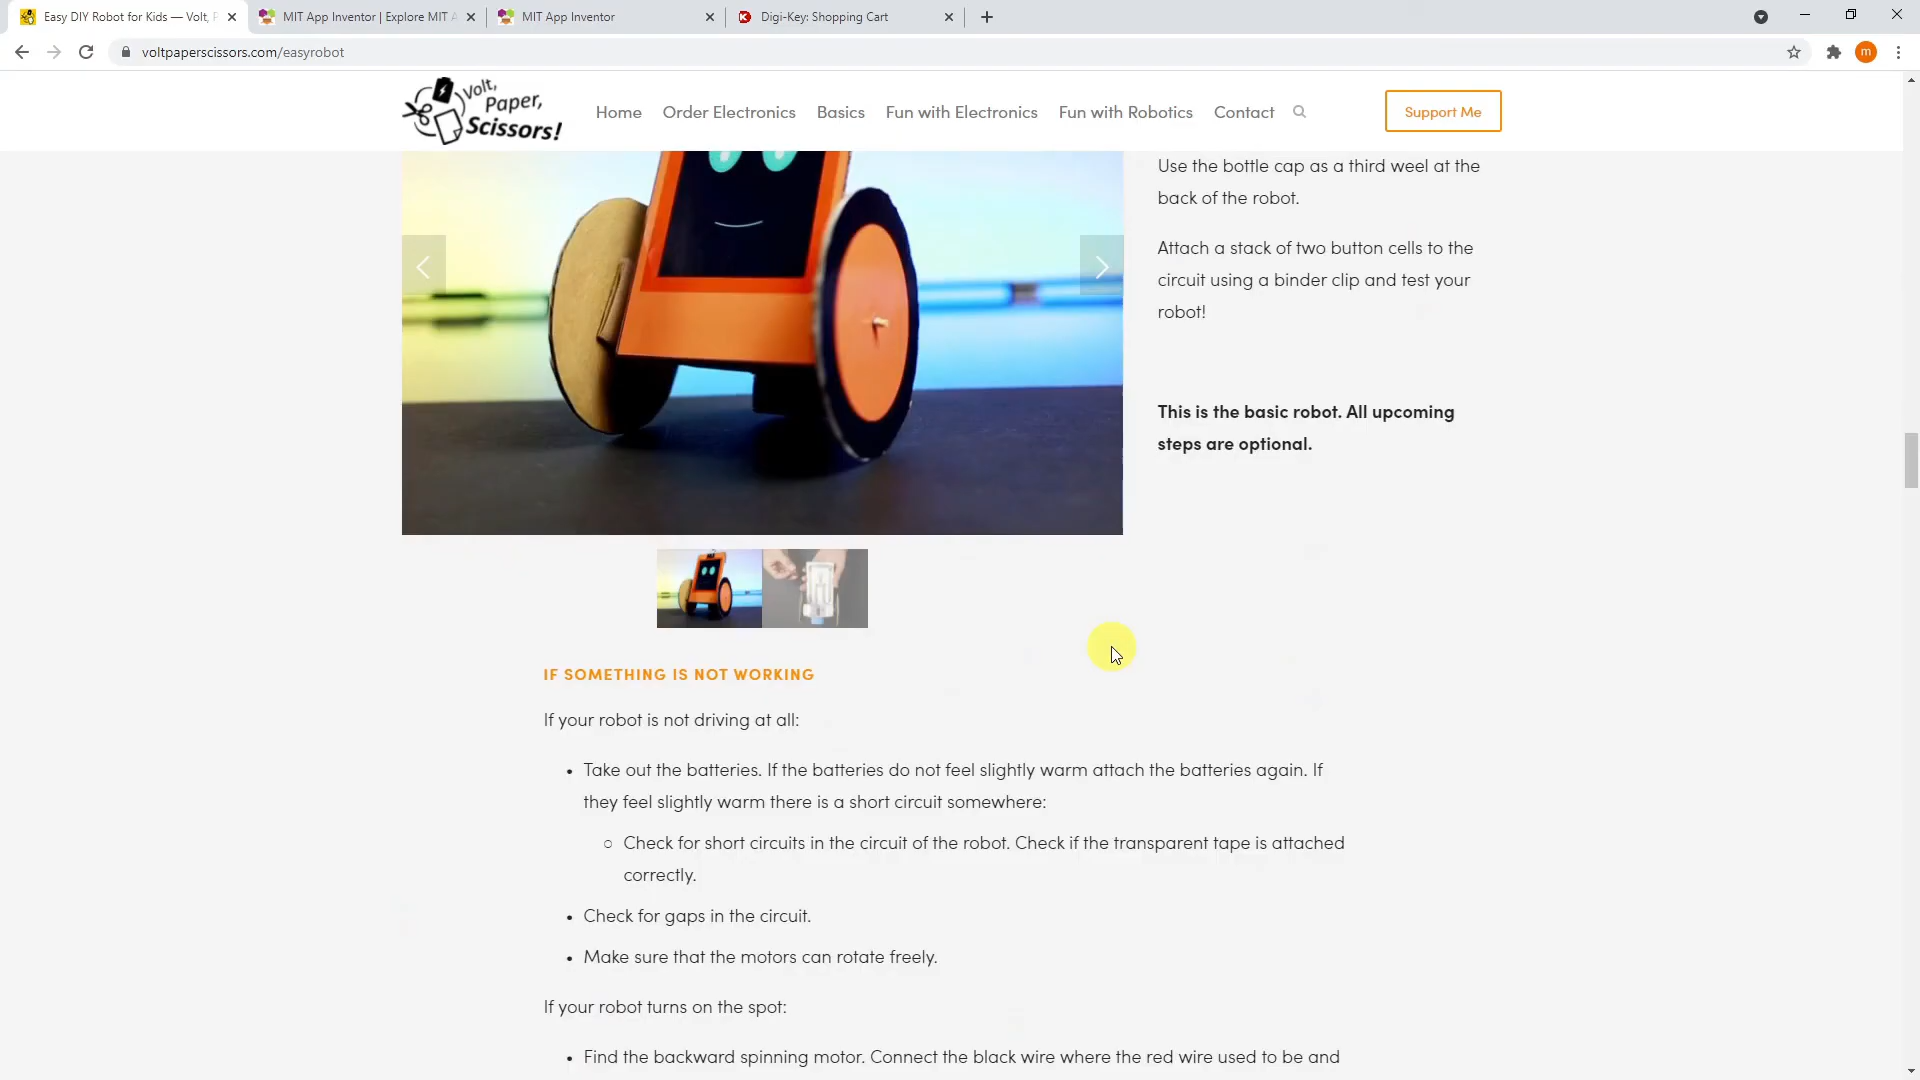 Easy DIY Robot for Kids — Volt, P
MIT App Inventor | Explore MIT A
MIT App Inventor
Digi-Key: Shopping Cart
voltpaperscissors.com/easyrobot
m
Volt,
Paper,
Scissors!
Home
Order Electronics
Basics
Fun with Electronics
Fun with Robotics
Contact
Support Me
Use the bottle cap as a third weel at the
back of the robot.
Attach a stack of two button cells to the
circuit using a binder clip and test your
robot!
This is the basic robot. All upcoming
steps are optional.
IF SOMETHING IS NOT WORKING
If your robot is not driving at all:
• Take out the batteries. If the batteries do not feel slightly warm attach the batteries again. If
they feel slightly warm there is a short circuit somewhere:
○ Check for short circuits in the circuit of the robot. Check if the transparent tape is attached
correctly.
• Check for gaps in the circuit.
• Make sure that the motors can rotate freely.
If your robot turns on the spot:
• Find the backward spinning motor. Connect the black wire where the red wire used to be and